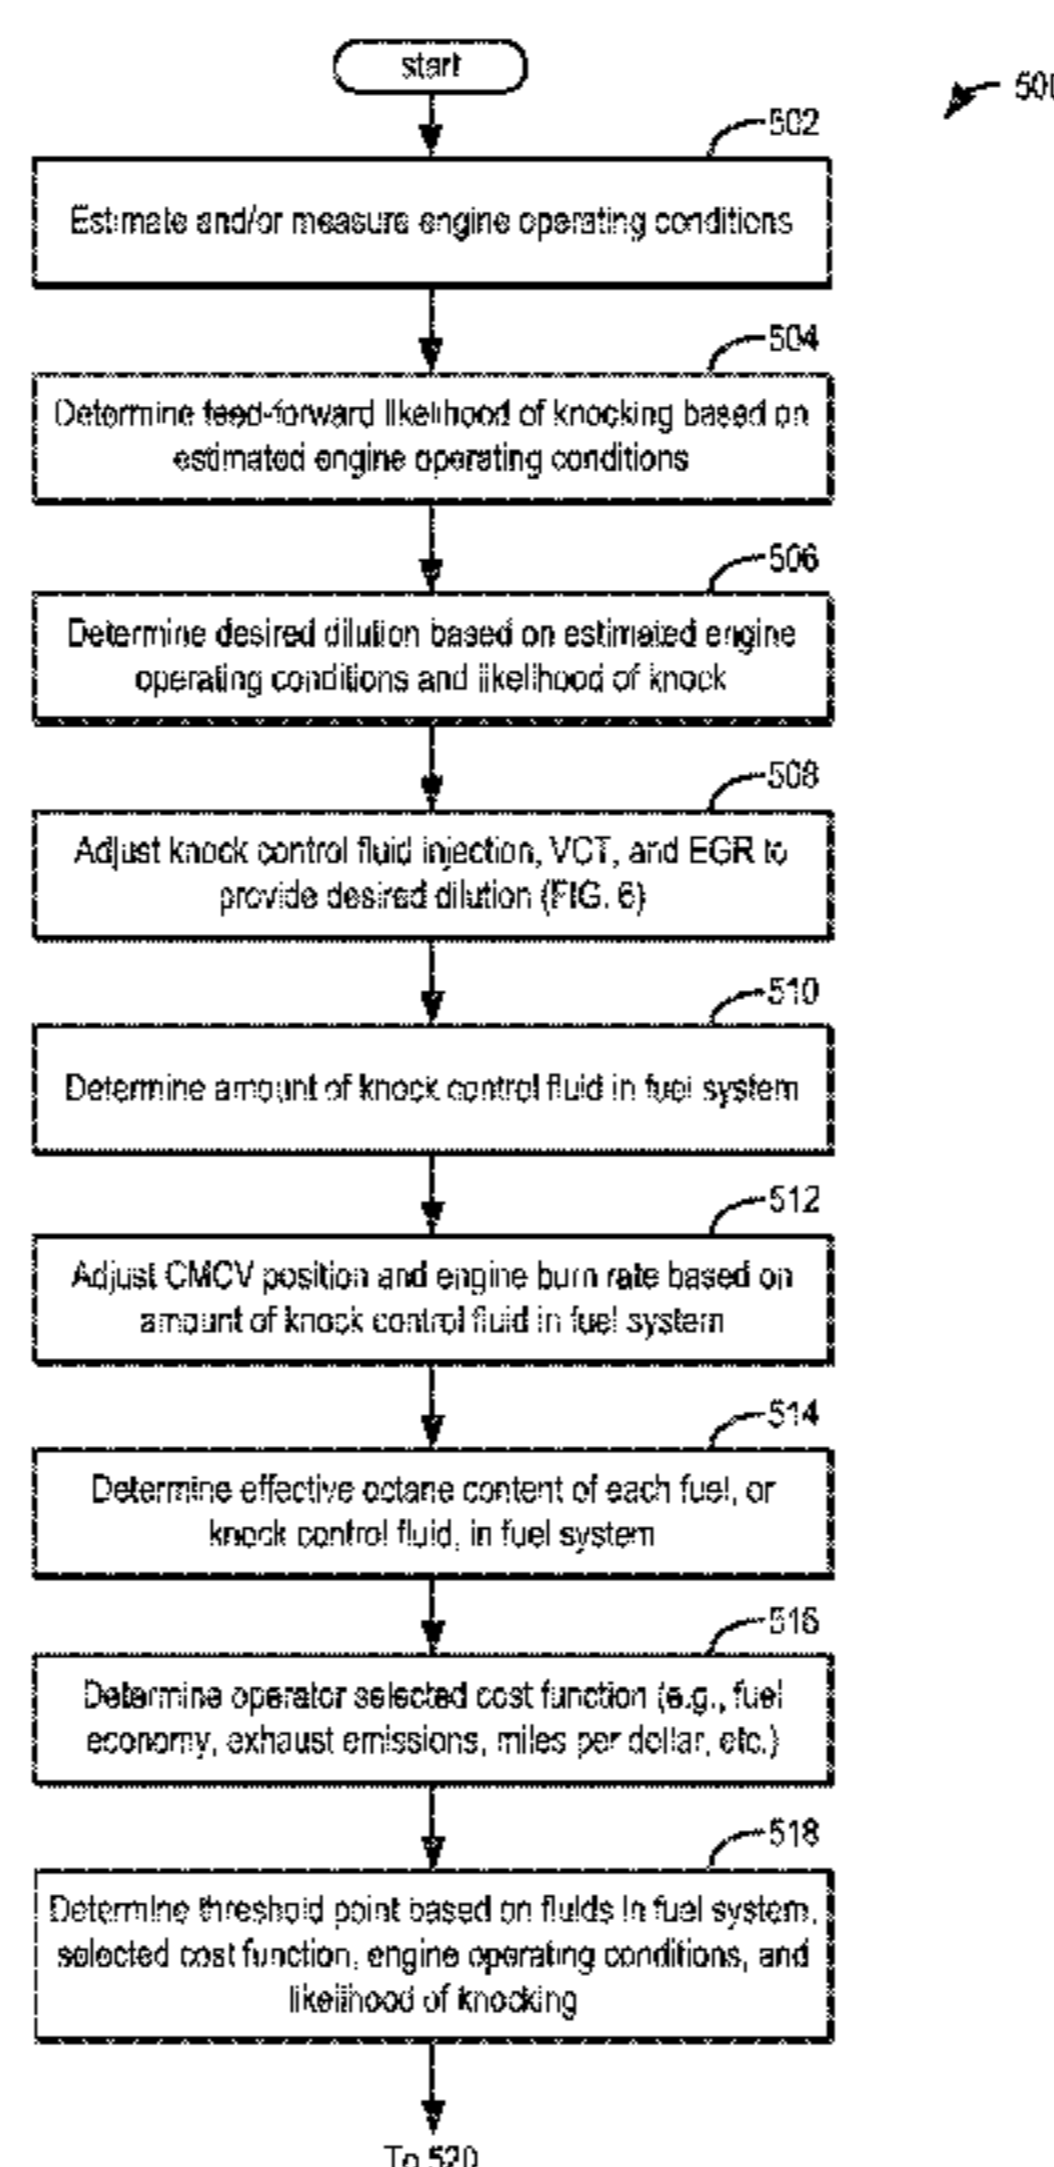 start
500
502
Estimate and/or measure engine operating conditions
504
Determine feed-forward likelihood of knocking based on
estimated engine operating conditions
506
Determine desired dilution based on estimated engine
operating conditions and likelihood of knock
508
Adjust knock control fluid injection, VCT, and EGR to
provide desired dilution (FIG. 6)
510
Determine amount of knock control fluid in fuel system
512
Adjust CMCV position and engine burn rate based on
amount of knock control fluid in fuel system
514
Determine effective octane content of each fuel, or
knock control fluid, in fuel system
516
Determine operator selected cost function (e.g., fuel
economy, exhaust emissions, miles per dollar, etc.)
518
Determine threshold point based on fluids in fuel system,
selected cost function, engine operating conditions, and
likelihood of knocking
To 520